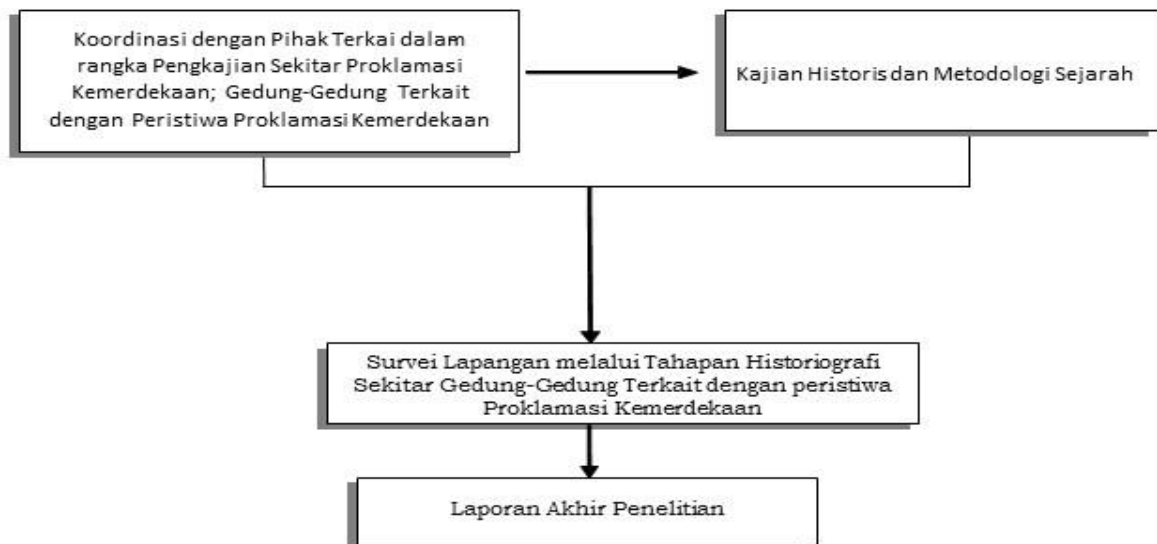 Koordinasi dengan Pihak Terkai dalam
rangka Pengkajian Sekitar Proklamasi
Kemerdekaan; Gedung-Gedung Terkait
dengan Peristiwa Proklamasi Kemerdekaan
Kajian Historis dan Metodologi Sejarah
Survei Lapangan melalui Tahapan Historiografi
Sekitar Gedung-Gedung Terkait dengan peristiwa
Proklamasi Kemerdekaan
Laporan Akhir Penelitian